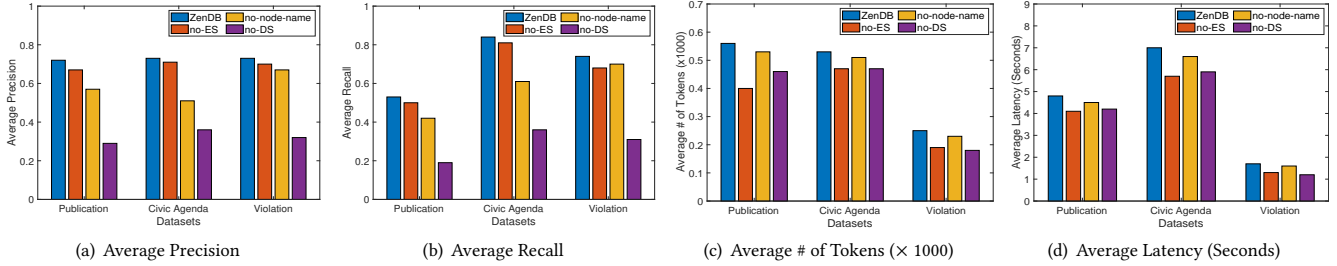 ZenDB
no-node-name
no-ES
no-DS
1
0.8
0.6
0.4
0.2
0
Average Precision
Publication
Civic Agenda
Violation
Datasets
(a) Average Precision
ZenDB
no-node-name
no-ES
no-DS
1
0.8
0.6
0.4
0.2
0
Average Recall
Publication
Civic Agenda
Violation
Datasets
(b) Average Recall
ZenDB
no-node-name
no-ES
no-DS
0.7
0.6
0.5
0.4
0.3
0.2
0.1
0
Average # of Tokens (x1000)
Publication
Civic Agenda
Violation
Datasets
(c) Average # of Tokens (× 1000)
ZenDB
no-node-name
no-ES
no-DS
9
8
7
6
5
4
3
2
1
0
Average Latency (Seconds)
Publication
Civic Agenda
Violation
Datasets
(d) Average Latency (Seconds)